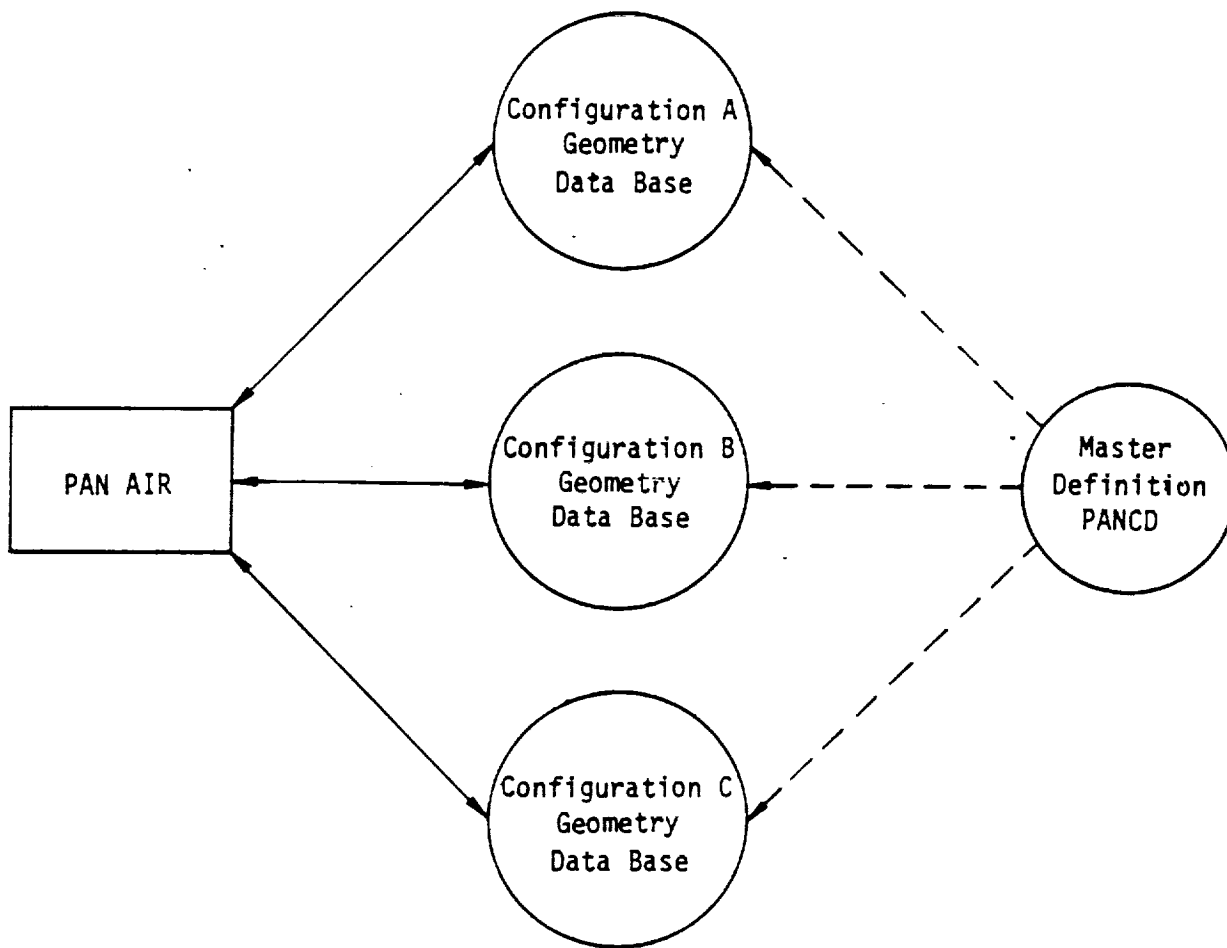 Configuration A
Geometry
Data Base
PAN AIR
Configuration B
Geometry
Data Base
Master
Definition
PANCD
Configuration C
Geometry
Data Base